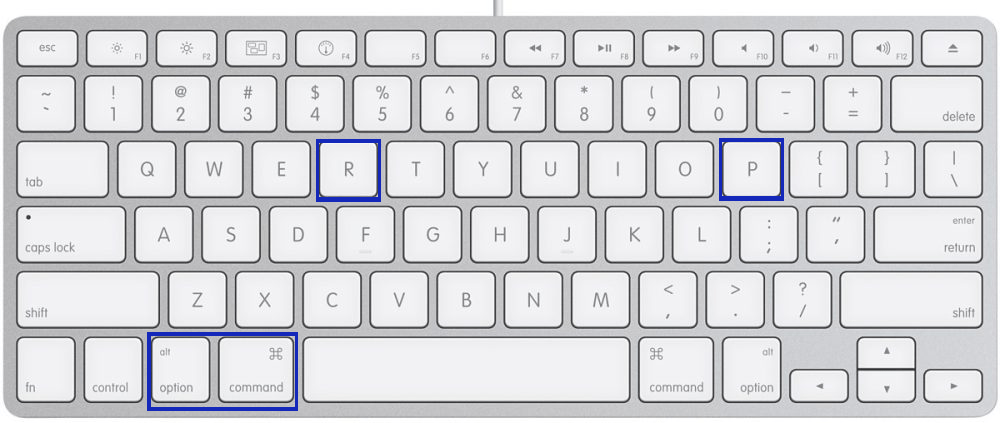 esc F1 F2 F3 F4 F5 F6 F7 F8 F9 F10 F11 F12
~ ! @ # $ % ^ & * ( ) – +
` 1 2 3 4 5 6 7 8 9 0 - = delete
tab Q W E R T Y U I O P { [ } ] | \
caps lock A S D F G H J K L : ; “ ‘ enter return
shift Z X C V B N M < , > . ? / shift
fn control alt option ⌘ command ⌘ command alt option